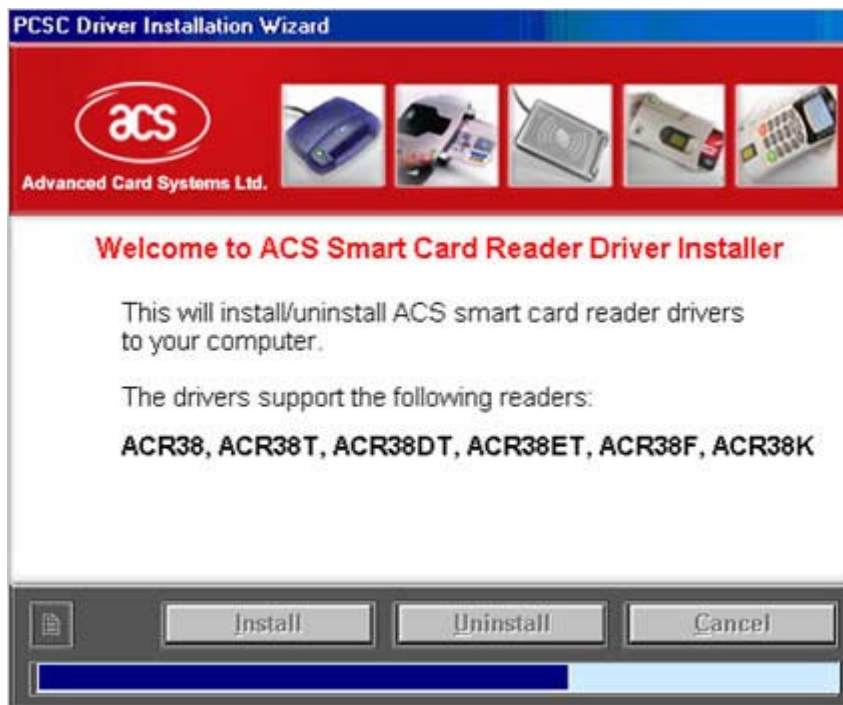 PCSC Driver Installation Wizard
acs
Advanced Card Systems Ltd.
Welcome to ACS Smart Card Reader Driver Installer
This will install/uninstall ACS smart card reader drivers
to your computer.
The drivers support the following readers:
ACR38, ACR38T, ACR38DT, ACR38ET, ACR38F, ACR38K
Install
Uninstall
Cancel